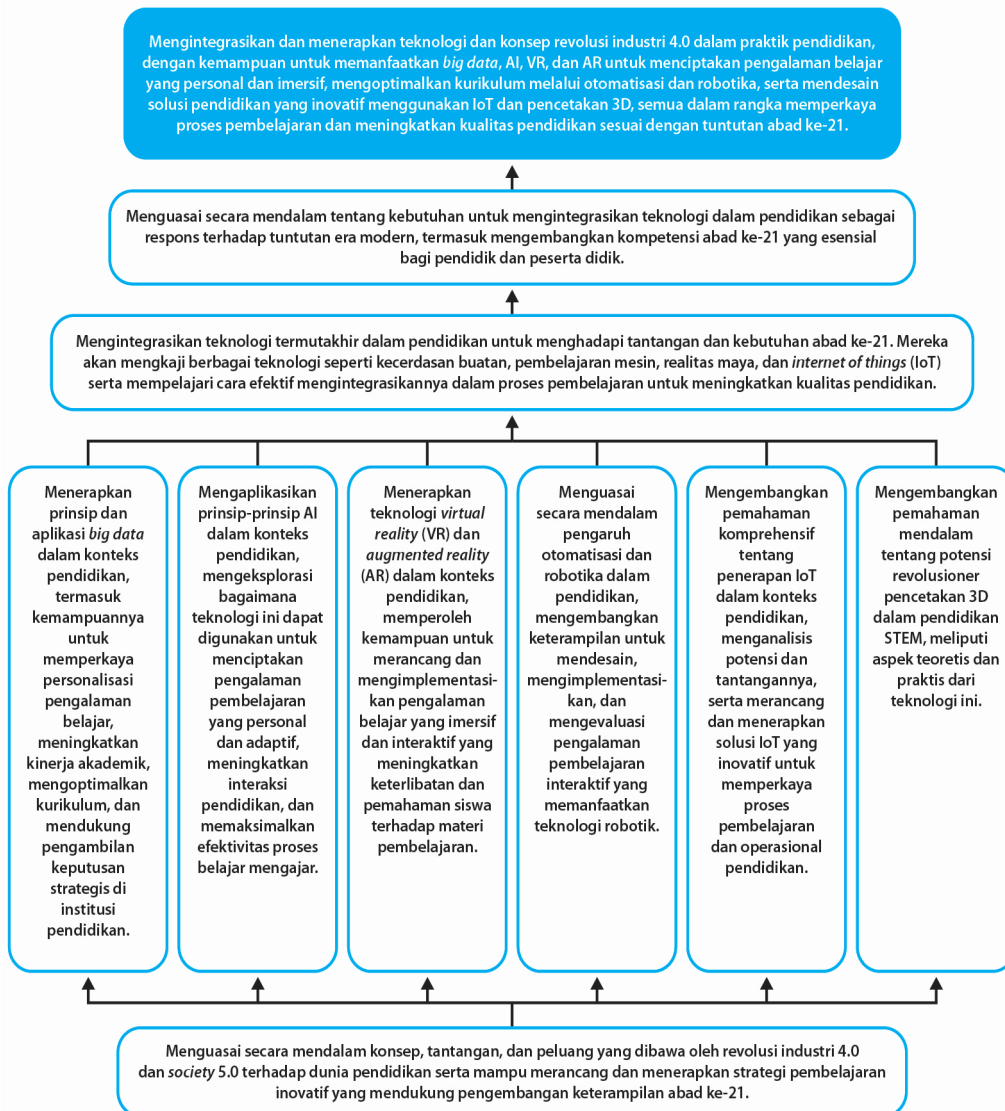 Mengintegrasikan dan menerapkan teknologi dan konsep revolusi industri 4.0 dalam praktik pendidikan,
dengan kemampuan untuk memanfaatkan big data, AI, VR, dan AR untuk menciptakan pengalaman belajar
yang personal dan imersif, mengoptimalkan kurikulum melalui otomatisasi dan robotika, serta mendesain
solusi pendidikan yang inovatif menggunakan IoT dan pencetakan 3D, semua dalam rangka memperkaya
proses pembelajaran dan meningkatkan kualitas pendidikan sesuai dengan tuntutan abad ke-21.
Menguasai secara mendalam tentang kebutuhan untuk mengintegrasikan teknologi dalam pendidikan sebagai
respons terhadap tuntutan era modern, termasuk mengembangkan kompetensi abad ke-21 yang esensial
bagi pendidik dan peserta didik.
Mengintegrasikan teknologi termutakhir dalam pendidikan untuk menghadapi tantangan dan kebutuhan abad ke-21. Mereka
akan mengkaji berbagai teknologi seperti kecerdasan buatan, pembelajaran mesin, realitas maya, dan internet of things (IoT)
serta mempelajari cara efektif mengintegrasikannya dalam proses pembelajaran untuk meningkatkan kualitas pendidikan.
Menerapkan
prinsip dan
aplikasi big data
dalam konteks
pendidikan,
termasuk
kemampuannya
untuk
memperkaya
personalisasi
pengalaman
belajar,
meningkatkan
kinerja akademik,
mengoptimalkan
kurikulum, dan
mendukung
pengambilan
keputusan
strategis di
institusi
pendidikan.
Mengaplikasikan
prinsip-prinsip AI
dalam konteks
pendidikan,
mengeksplorasi
bagaimana
teknologi ini dapat
digunakan untuk
menciptakan
pengalaman
pembelajaran
yang personal
dan adaptif,
meningkatkan
interaksi
pendidikan, dan
memaksimalkan
efektivitas proses
belajar mengajar.
Menerapkan
teknologi virtual
reality (VR) dan
augmented reality
(AR) dalam konteks
pendidikan,
memperoleh
kemampuan untuk
merancang dan
mengimplementasi-
kan pengalaman
belajar yang imersif
dan interaktif yang
meningkatkan
keterlibatan dan
pemahaman siswa
terhadap materi
pembelajaran.
Menguasai
secara mendalam
pengaruh
otomatisasi dan
robotika dalam
pendidikan,
mengembangkan
keterampilan untuk
mendesain,
mengimplementasi-
kan, dan
mengevaluasi
pengalaman
pembelajaran
interaktif yang
memanfaatkan
teknologi robotik.
Mengembangkan
pemahaman
komprehensif
tentang
penerapan IoT
dalam konteks
pendidikan,
menganalisis
potensi dan
tantangannya,
serta merancang
dan menerapkan
solusi IoT yang
inovatif untuk
memperkaya
proses
pembelajaran
dan operasional
pendidikan.
Mengembangkan
pemahaman
mendalam
tentang potensi
revolusioner
pencetakan 3D
dalam pendidikan
STEM, meliputi
aspek teoretis dan
praktis dari
teknologi ini.
Menguasai secara mendalam konsep, tantangan, dan peluang yang dibawa oleh revolusi industri 4.0
dan society 5.0 terhadap dunia pendidikan serta mampu merancang dan menerapkan strategi pembelajaran
inovatif yang mendukung pengembangan keterampilan abad ke-21.